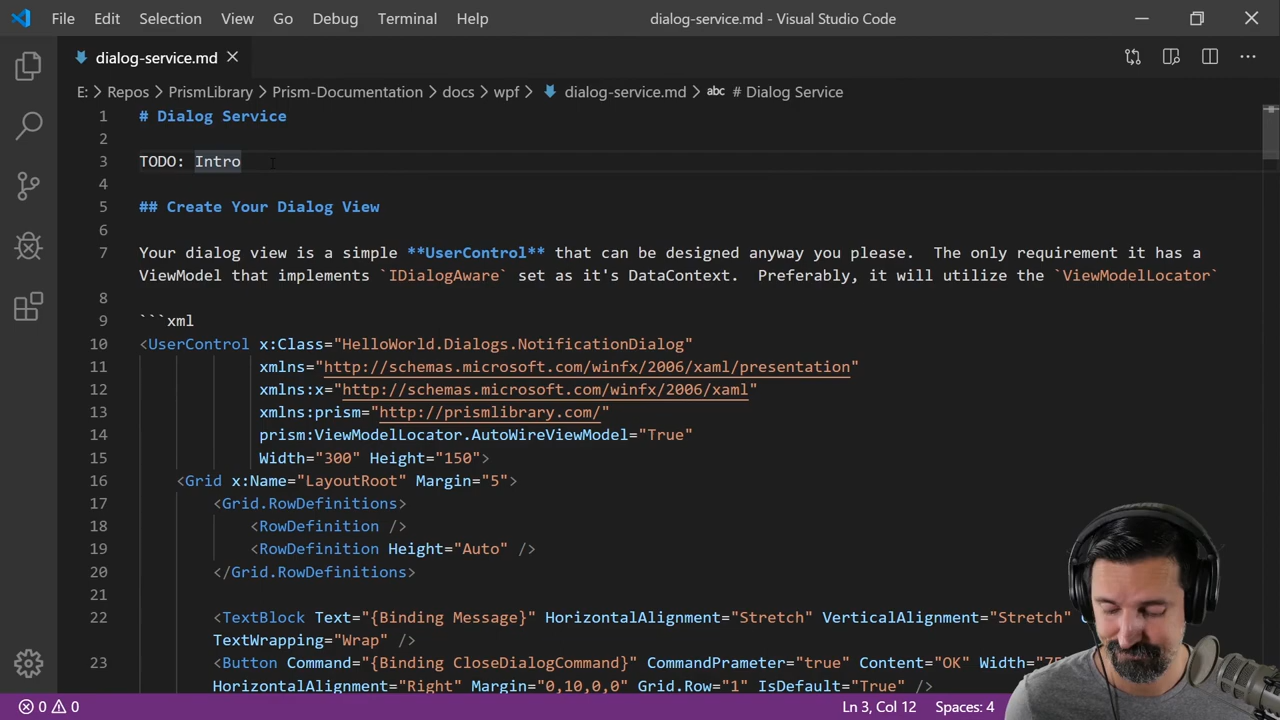 File Edit Selection View Go Debug Terminal Help dialog-service.md - Visual Studio Code
dialog-service.md
E: > Repos > PrismLibrary > Prism-Documentation > docs > wpf > dialog-service.md > abc # Dialog Service
1 # Dialog Service
2
3 TODO: Intro
4
5 ## Create Your Dialog View
6
7 Your dialog view is a simple **UserControl** that can be designed anyway you please.  The only requirement it has a
ViewModel that implements `IDialogAware` set as it's DataContext.  Preferably, it will utilize the `ViewModelLocator`
8
9 ```xml
10 <UserControl x:Class="HelloWorld.Dialogs.NotificationDialog"
11 xmlns="http://schemas.microsoft.com/winfx/2006/xaml/presentation"
12 xmlns:x="http://schemas.microsoft.com/winfx/2006/xaml"
13 xmlns:prism="http://prismlibrary.com/"
14 prism:ViewModelLocator.AutoWireViewModel="True"
15 Width="300" Height="150">
16 <Grid x:Name="LayoutRoot" Margin="5">
17 <Grid.RowDefinitions>
18 <RowDefinition />
19 <RowDefinition Height="Auto" />
20 </Grid.RowDefinitions>
21
22 <TextBlock Text="{Binding Message}" HorizontalAlignment="Stretch" VerticalAlignment="Stretch"
TextWrapping="Wrap" />
23 <Button Command="{Binding CloseDialogCommand}" CommandPrameter="true" Content="OK"
HorizontalAlignment="Right" Margin="0,10,0,0" Grid.Row="1" IsDefault="True" />
0 0 Ln 3, Col 12 Spaces: 4